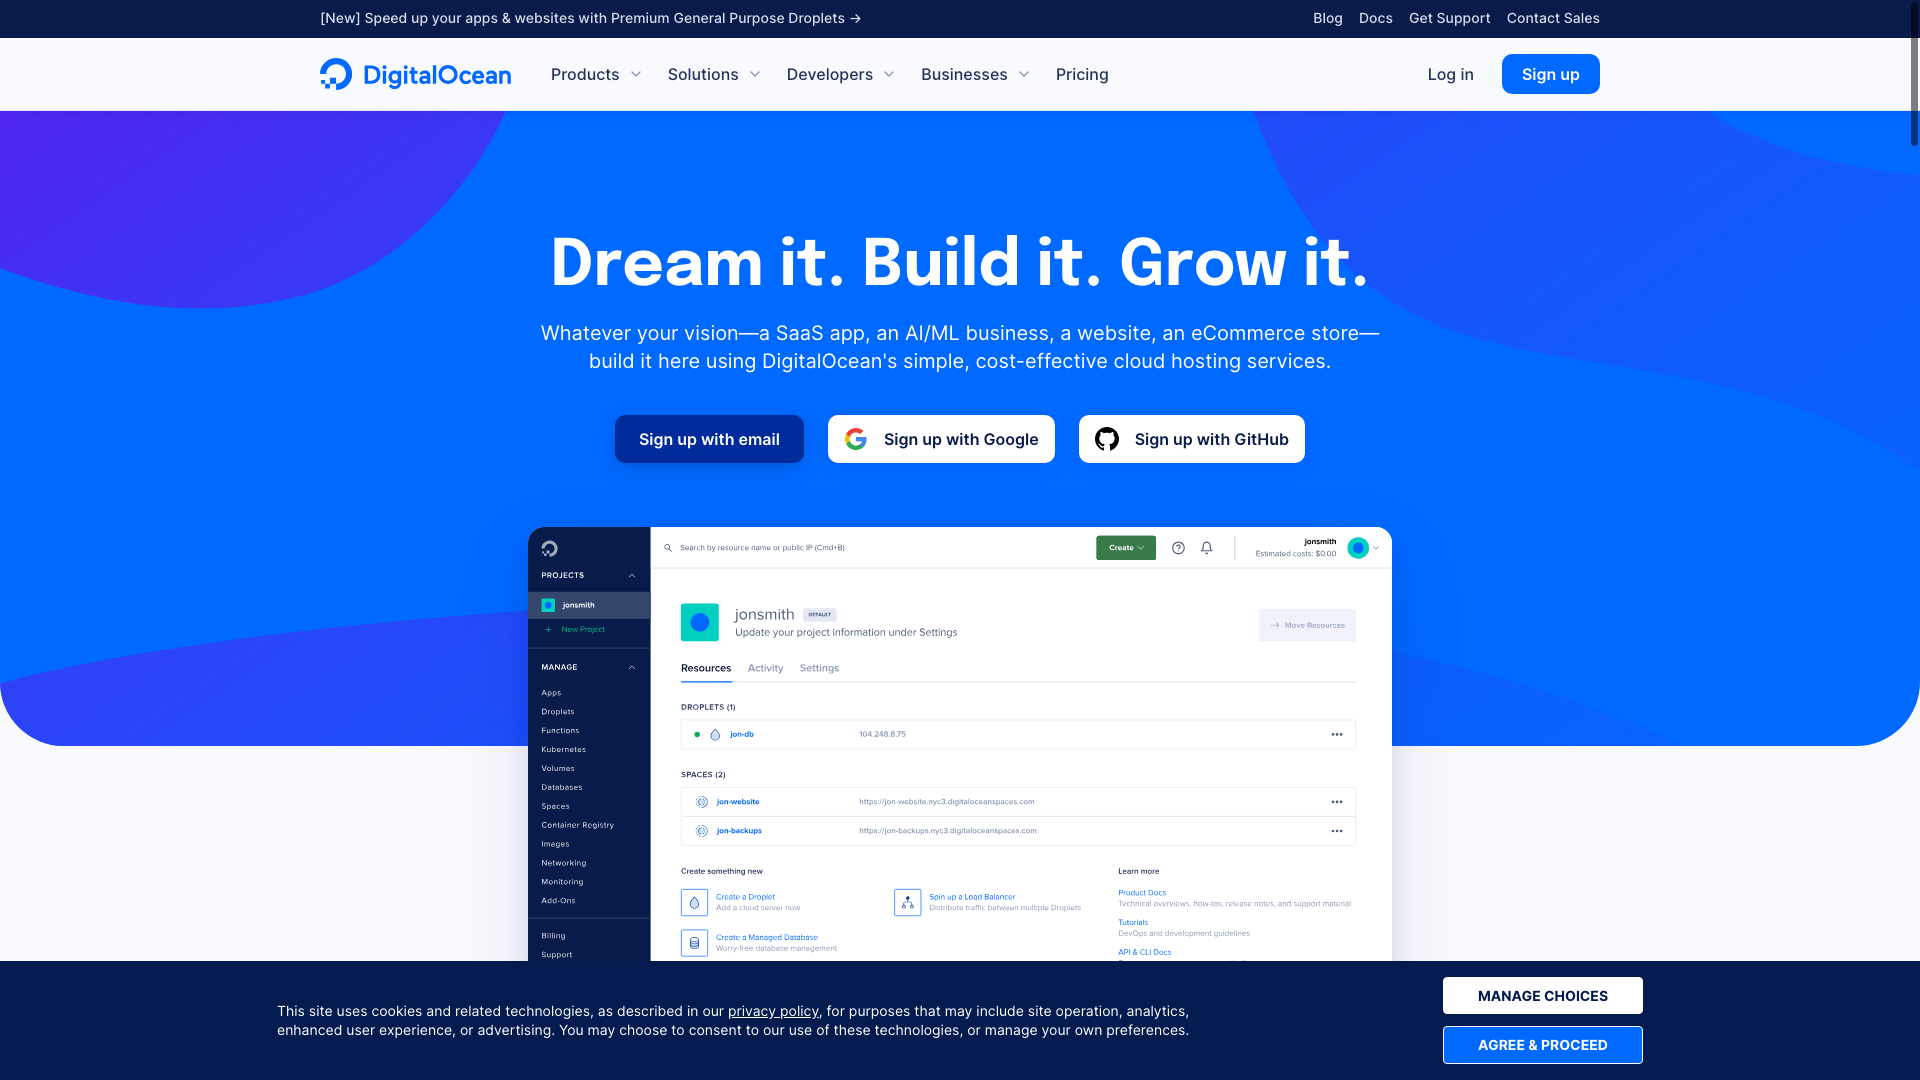 [New] Speed up your apps & websites with Premium General Purpose Droplets →
Blog Docs Get Support Contact Sales
DigitalOcean Products Solutions Developers Businesses Pricing Log in Sign up
Dream it. Build it. Grow it.
Whatever your vision—a SaaS app, an AI/ML business, a website, an eCommerce store—
build it here using DigitalOcean's simple, cost-effective cloud hosting services.
Sign up with email Sign up with Google Sign up with GitHub
Search by resource name or public IP (Cmd+B)
Create
jonsmith
Estimated costs: $0.00
PROJECTS
jonsmith
+ New Project
MANAGE
Apps
Droplets
Functions
Kubernetes
Volumes
Databases
Spaces
Container Registry
Images
Networking
Monitoring
Add-Ons
Billing
Support
jonsmith DEFAULT
Update your project information under Settings
→ Move Resources
Resources Activity Settings
DROPLETS (1)
jon-db 104.248.8.75
SPACES (2)
jon-website https://jon-website.nyc3.digitaloceanspaces.com
jon-backups https://jon-backups.nyc3.digitaloceanspaces.com
Create something new
Create a Droplet
Add a cloud server now
Spin up a Load Balancer
Distribute traffic between multiple Droplets
Create a Managed Database
Worry-free database management
Learn more
Product Docs
Technical overviews, how-tos, release notes, and support material
Tutorials
DevOps and development guidelines
API & CLI Docs
This site uses cookies and related technologies, as described in our privacy policy, for purposes that may include site operation, analytics,
enhanced user experience, or advertising. You may choose to consent to our use of these technologies, or manage your own preferences.
MANAGE CHOICES
AGREE & PROCEED